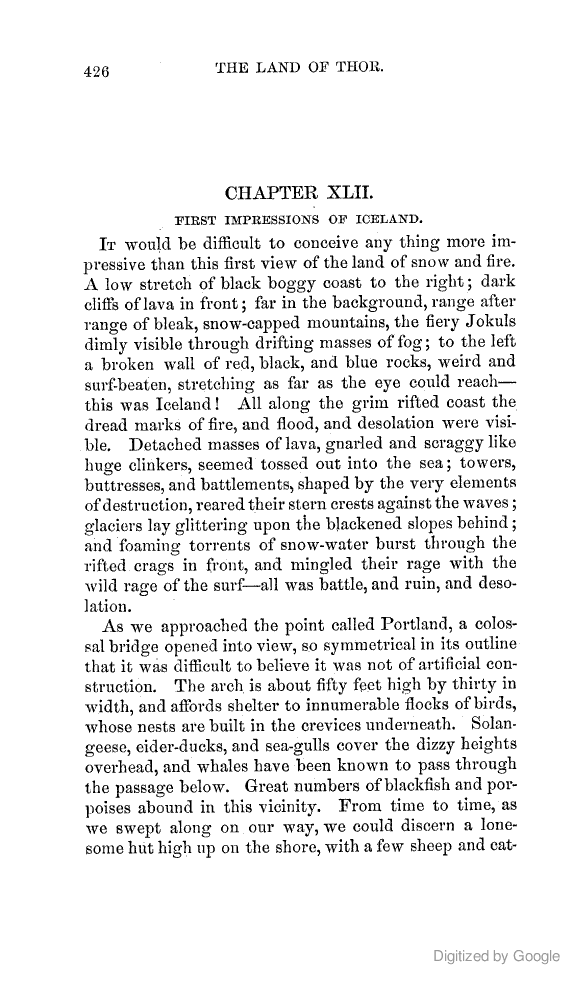 426
THE LAND OF THOR.
CHAPTER XLII.
FIRST IMPRESSIONS OF ICELAND.
IT would be difficult to conceive any thing more im-
pressive than this first view of the land of snow and fire.
A low stretch of black boggy coast to the right; dark
cliffs of lava in front; far in the background, range after
range of bleak, snow-capped mountains, the fiery Jokuls
dimly visible through drifting masses of fog; to the left
a broken wall of red, black, and blue rocks, weird and
surf-beaten, stretching as far as the eye could reach—
this was Iceland! All along the grim rifted coast the
dread marks of fire, and flood, and desolation were visi-
ble. Detached masses of lava, gnarled and scraggy like
huge clinkers, seemed tossed out into the sea; towers,
buttresses, and battlements, shaped by the very elements
of destruction, reared their stern crests against the waves;
glaciers lay glittering upon the blackened slopes behind;
and foaming torrents of snow-water burst through the
rifted crags in front, and mingled their rage with the
wild rage of the surf—all was battle, and ruin, and deso-
lation.
As we approached the point called Portland, a colos-
sal bridge opened into view, so symmetrical in its outline
that it was difficult to believe it was not of artificial con-
struction. The arch is about fifty feet high by thirty in
width, and affords shelter to innumerable flocks of birds,
whose nests are built in the crevices underneath. Solan-
geese, eider-ducks, and sea-gulls cover the dizzy heights
overhead, and whales have been known to pass through
the passage below. Great numbers of blackfish and por-
poises abound in this vicinity. From time to time, as
we swept along on our way, we could discern a lone-
some hut high up on the shore, with a few sheep and cat-
Digitized by Google